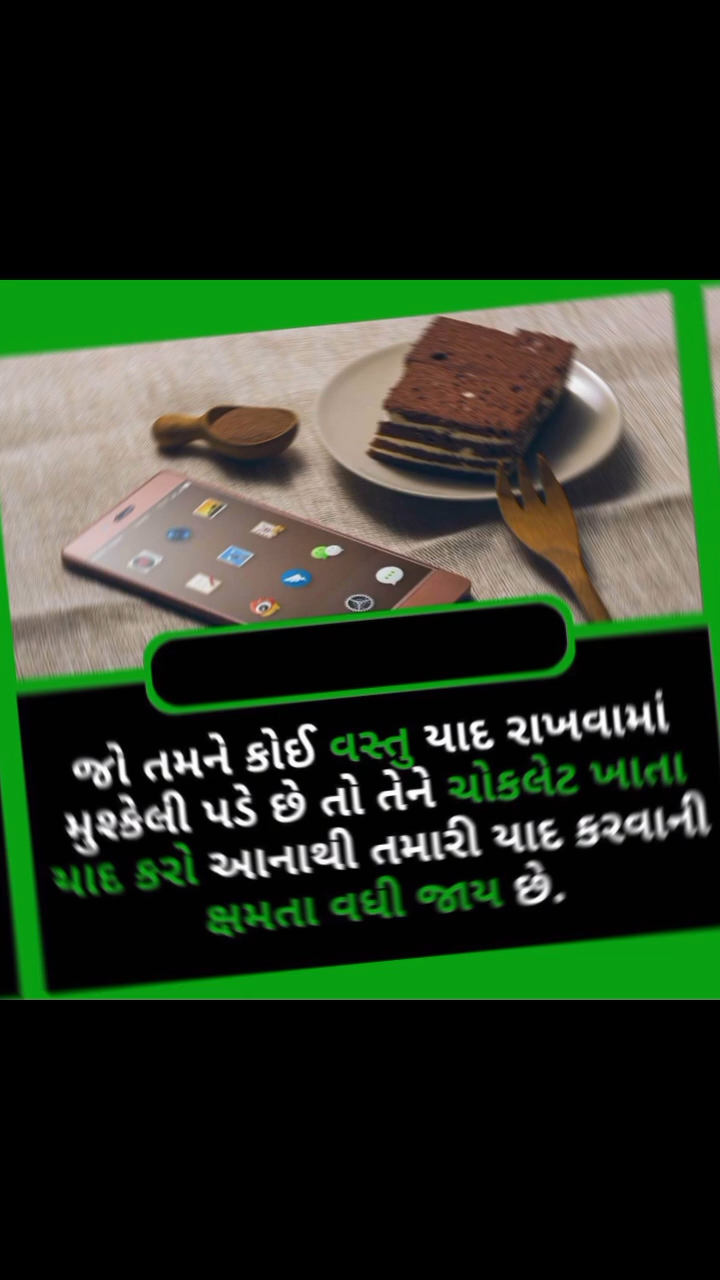 જો તમને કોઈ વસ્તુ યાદ રાખવામાં
મુશ્કેલી પડે છે તો તેને ચોકલેટ ખાતા
યાદ કરો આનાથી તમારી યાદ કરવાની
ક્ષમતા વધી જાય છે.